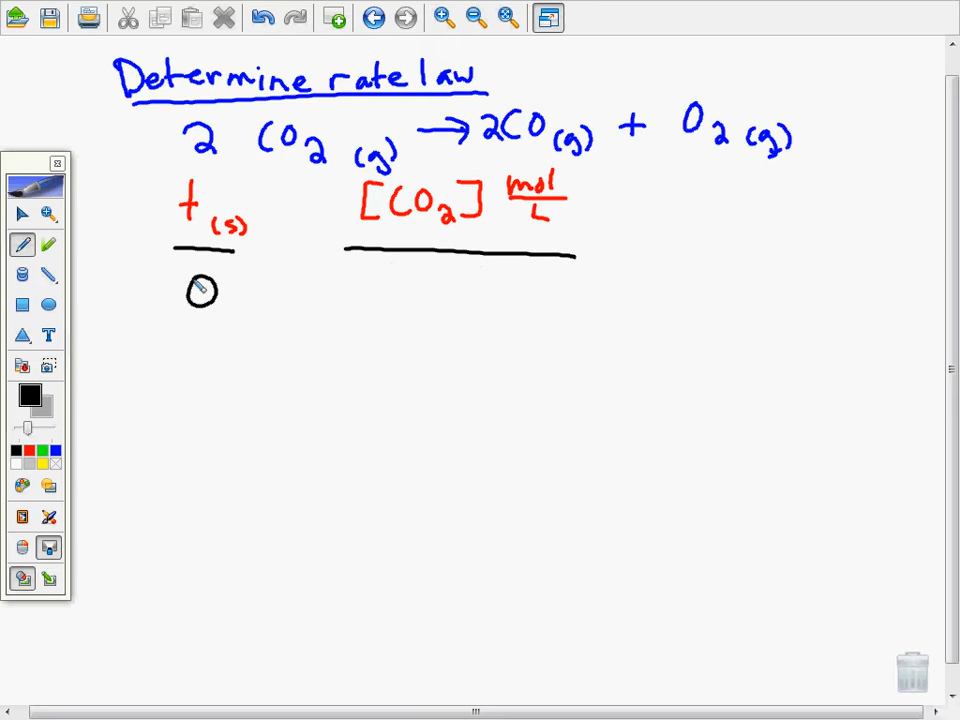 Determine rate law
2 CO2 (g) → 2CO(g) + O2 (g)
t(s) [CO2] mol/L
0